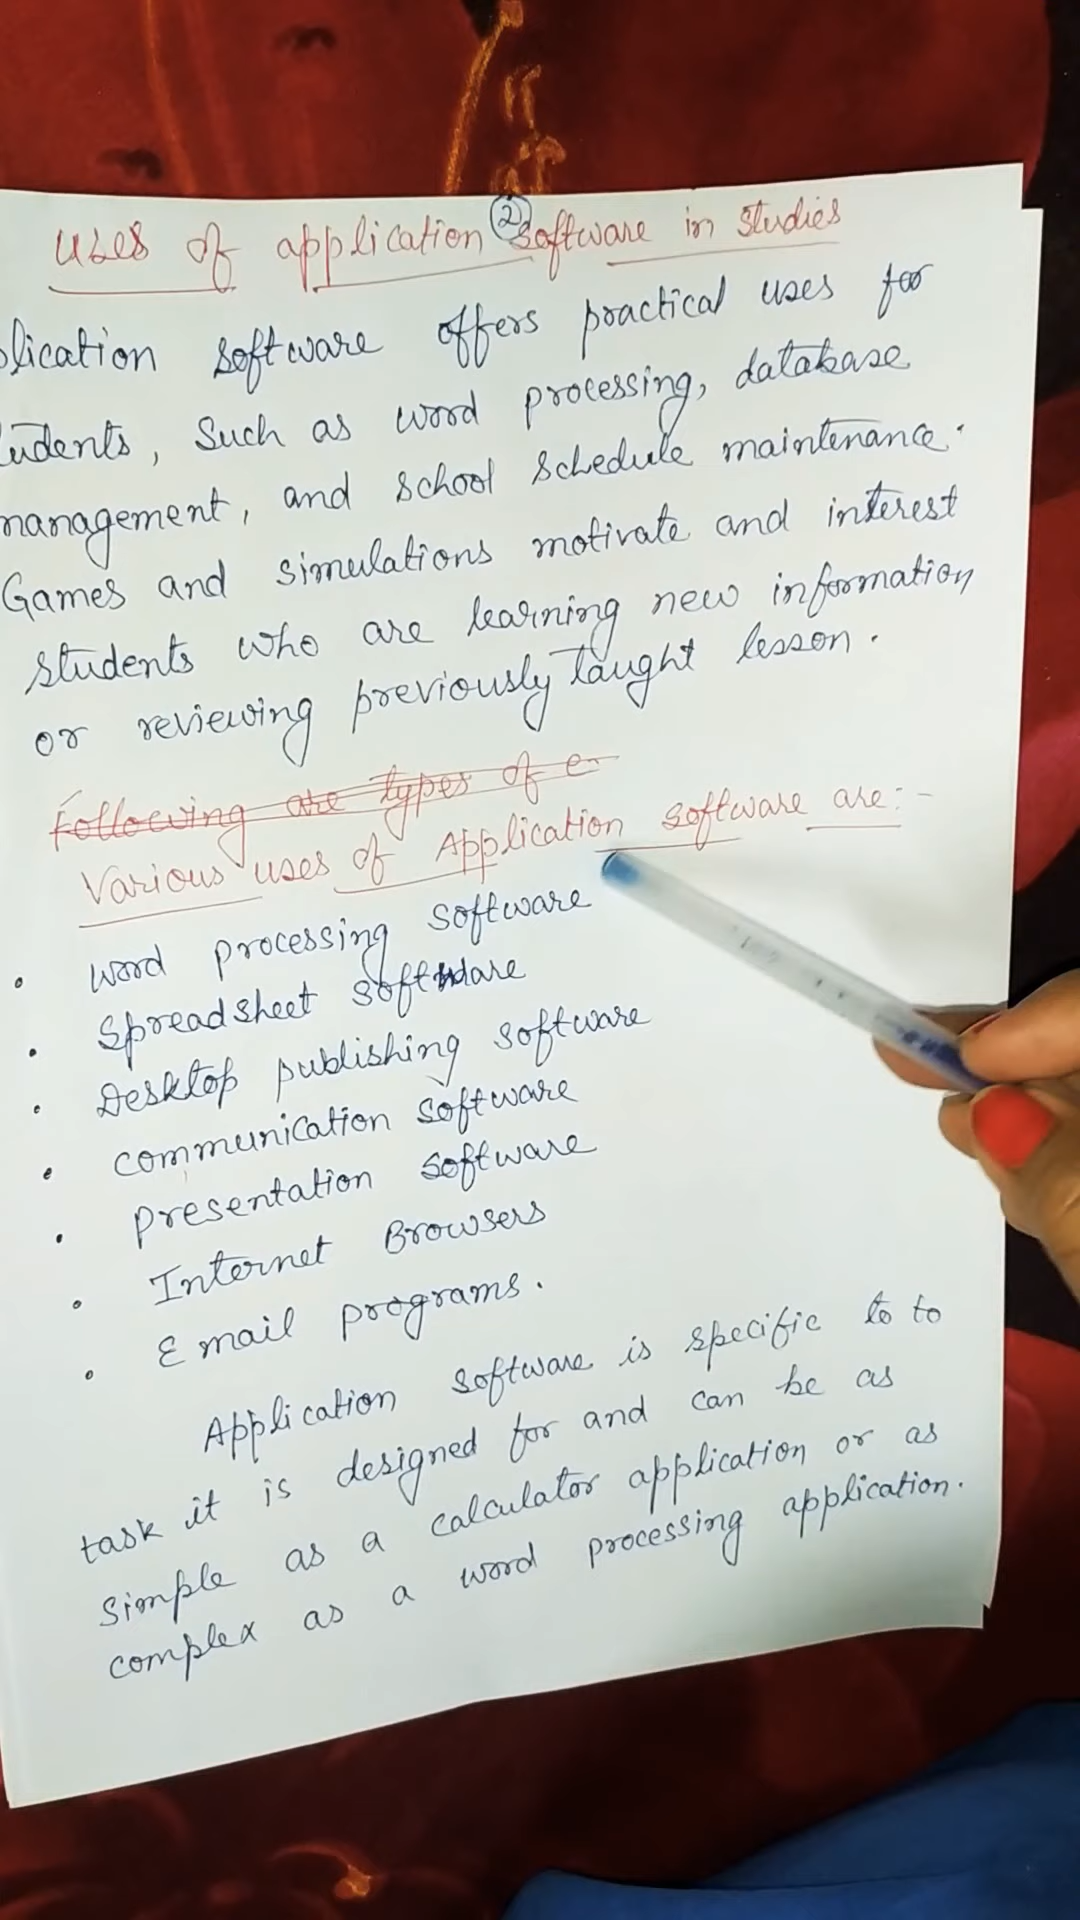 2
Uses of application software in studies
plication software offers practical uses for
udents, Such as word processing, database
management, and school schedule maintenance.
Games and simulations motivate and interest
students who are learning new information
or reviewing previously taught lesson.
Following are types of e
Various uses of Application software are:-
• word processing software
• Spreadsheet software
• Desktop publishing software
• communication software
• presentation software
• Internet Browsers
• Email programs.
Application software is specific to to
task it is designed for and can be as
simple as a calculator application or as
complex as a word processing application.